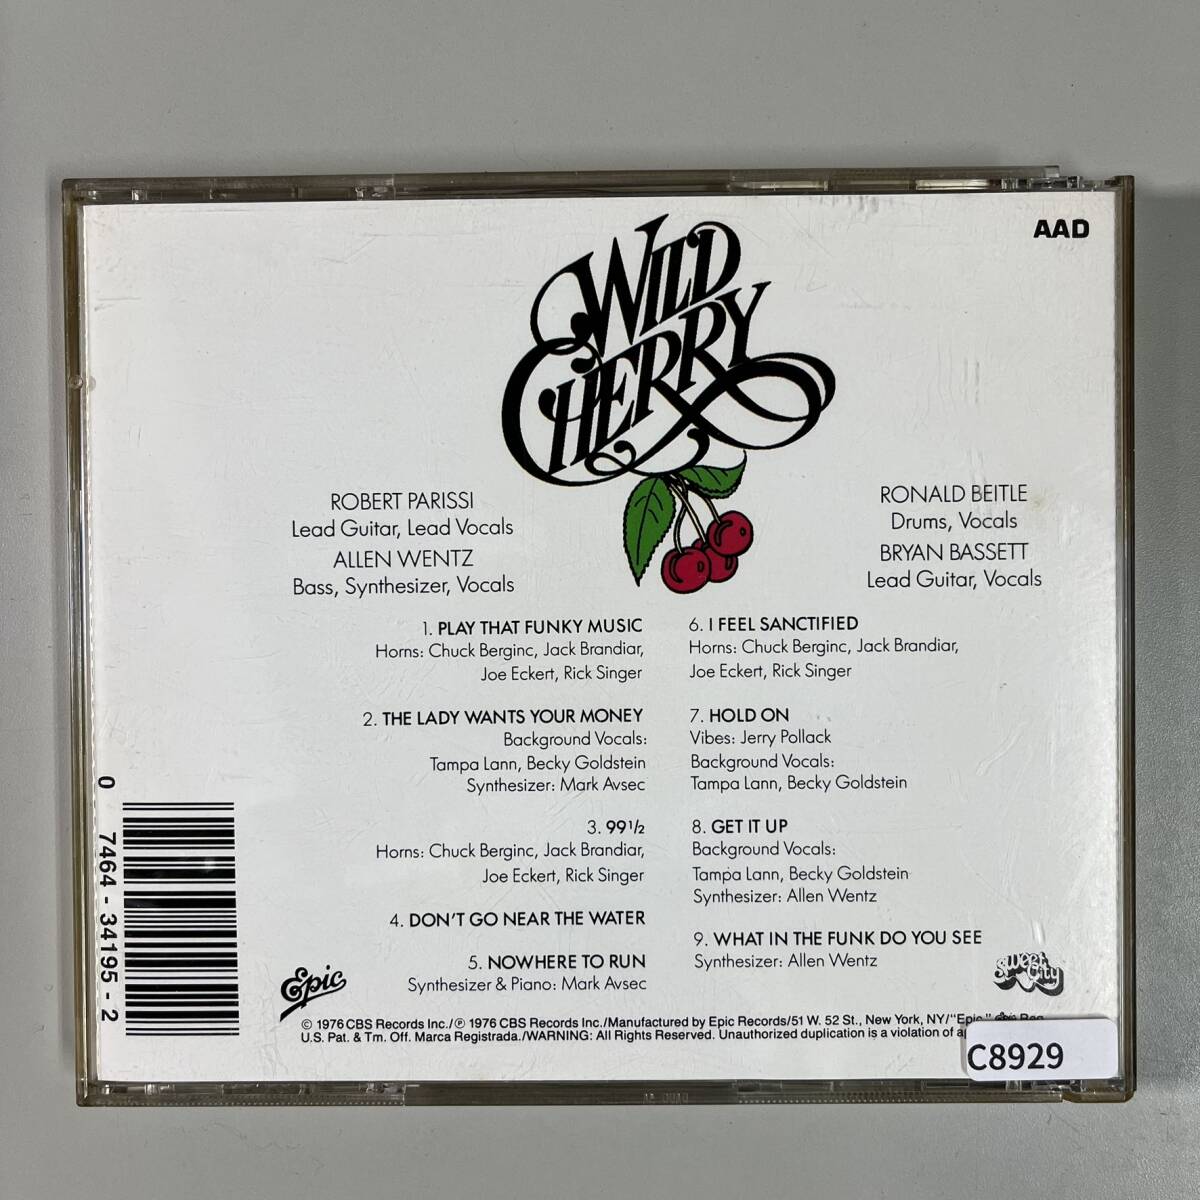 AAD
WILD
CHERRY
ROBERT PARISSI
Lead Guitar, Lead Vocals
ALLEN WENTZ
Bass, Synthesizer, Vocals
RONALD BEITLE
Drums, Vocals
BRYAN BASSETT
Lead Guitar, Vocals
1. PLAY THAT FUNKY MUSIC
Horns: Chuck Berginc, Jack Brandiar,
Joe Eckert, Rick Singer
2. THE LADY WANTS YOUR MONEY
Background Vocals:
Tampa Lann, Becky Goldstein
Synthesizer: Mark Avsec
3. 99½
Horns: Chuck Berginc, Jack Brandiar,
Joe Eckert, Rick Singer
4. DON'T GO NEAR THE WATER
5. NOWHERE TO RUN
Synthesizer & Piano: Mark Avsec
6. I FEEL SANCTIFIED
Horns: Chuck Berginc, Jack Brandiar,
Joe Eckert, Rick Singer
7. HOLD ON
Vibes: Jerry Pollack
Background Vocals:
Tampa Lann, Becky Goldstein
8. GET IT UP
Background Vocals:
Tampa Lann, Becky Goldstein
Synthesizer: Allen Wentz
9. WHAT IN THE FUNK DO YOU SEE
Synthesizer: Allen Wentz
0 7464-34195-2
Epic
Sweet City
© 1976 CBS Records Inc./℗ 1976 CBS Records Inc./Manufactured by Epic Records/51 W. 52 St., New York, NY/"Epic,"
U.S. Pat. & Tm. Off. Marca Registrada./WARNING: All Rights Reserved. Unauthorized duplication is a violation of
C8929